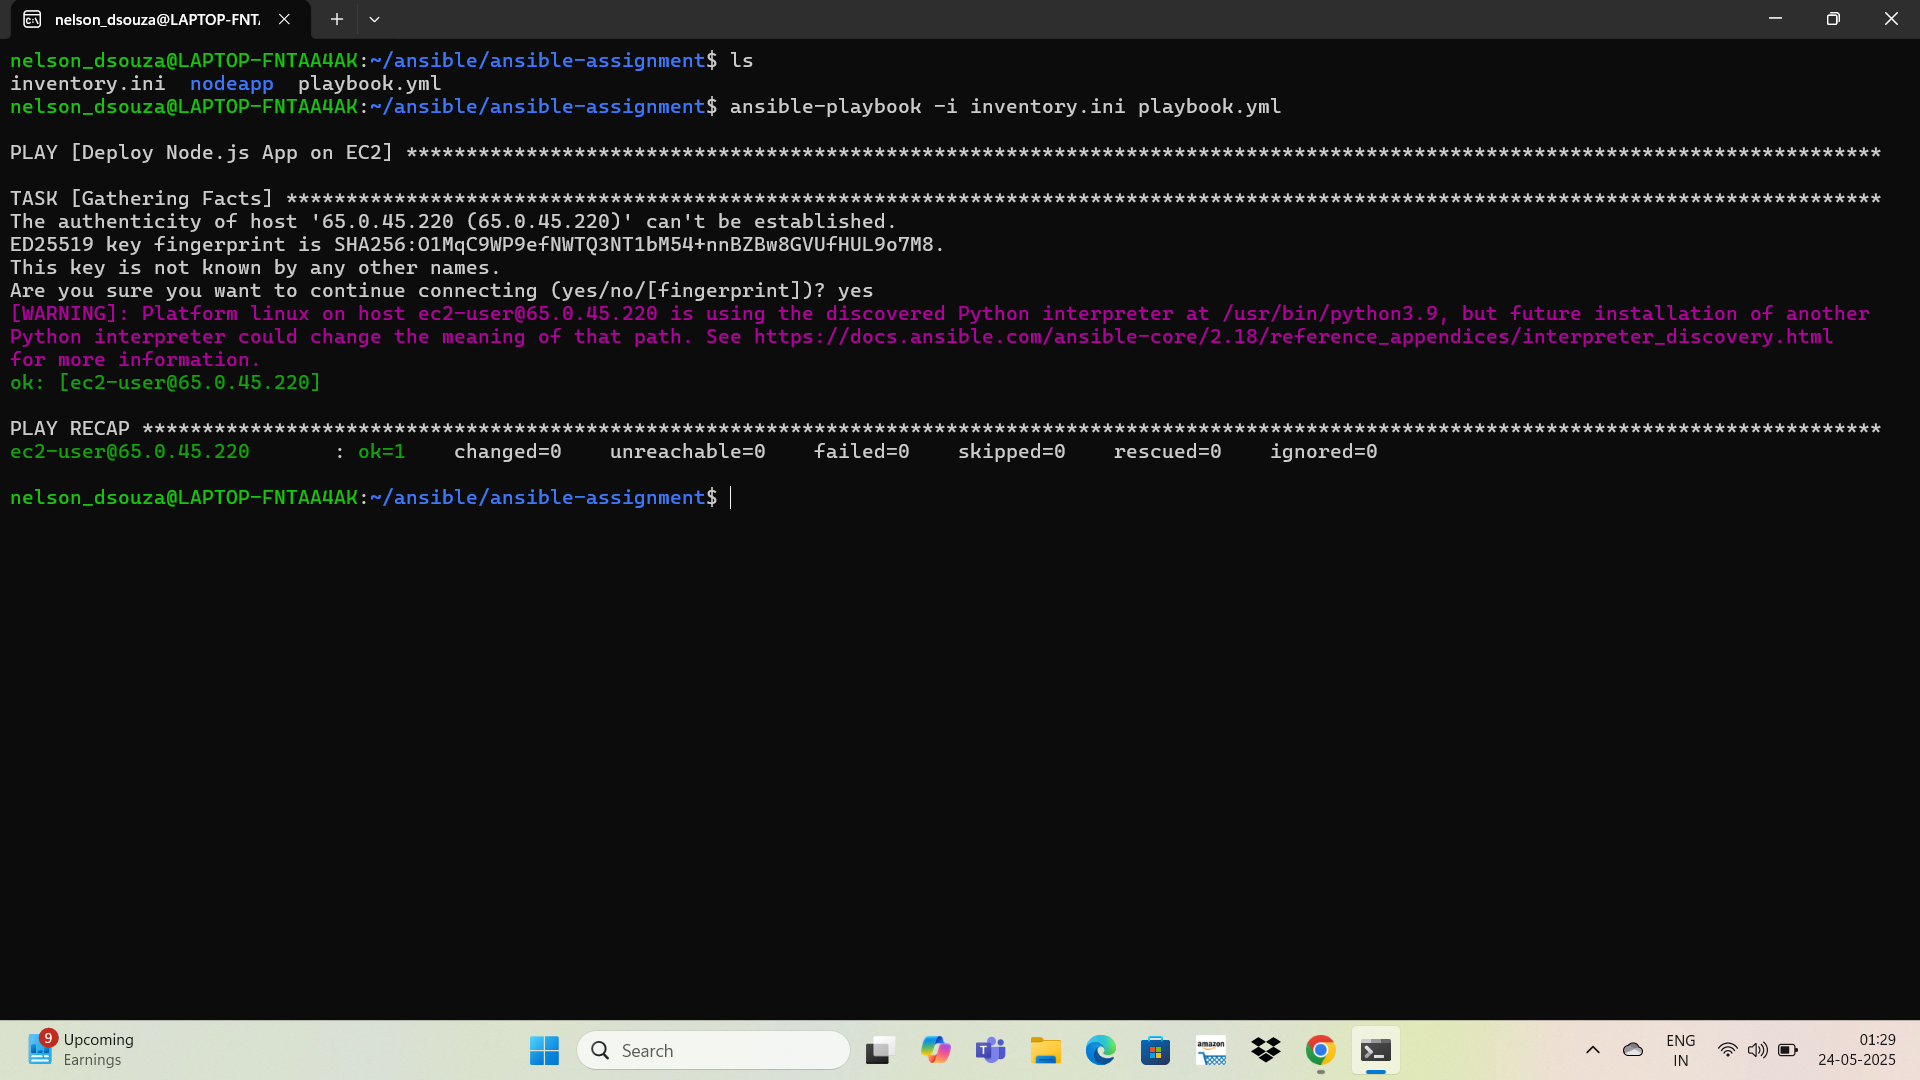 nelson_dsouza@LAPTOP-FNTA
nelson_dsouza@LAPTOP-FNTAA4AK:~/ansible/ansible-assignment$ ls
inventory.ini  nodeapp  playbook.yml
nelson_dsouza@LAPTOP-FNTAA4AK:~/ansible/ansible-assignment$ ansible-playbook -i inventory.ini playbook.yml
PLAY [Deploy Node.js App on EC2] ***************************************************************************************************************************
TASK [Gathering Facts] *************************************************************************************************************************************
The authenticity of host '65.0.45.220 (65.0.45.220)' can't be established.
ED25519 key fingerprint is SHA256:O1MqC9WP9efNWTQ3NT1bM54+nnBZBw8GVUfHUL9o7M8.
This key is not known by any other names.
Are you sure you want to continue connecting (yes/no/[fingerprint])? yes
[WARNING]: Platform linux on host ec2-user@65.0.45.220 is using the discovered Python interpreter at /usr/bin/python3.9, but future installation of another
Python interpreter could change the meaning of that path. See https://docs.ansible.com/ansible-core/2.18/reference_appendices/interpreter_discovery.html
for more information.
ok: [ec2-user@65.0.45.220]
PLAY RECAP *************************************************************************************************************************************************
ec2-user@65.0.45.220       : ok=1    changed=0    unreachable=0    failed=0    skipped=0    rescued=0    ignored=0
nelson_dsouza@LAPTOP-FNTAA4AK:~/ansible/ansible-assignment$
9
Upcoming
Earnings
Search
amazon
ENG
IN
01:29
24-05-2025